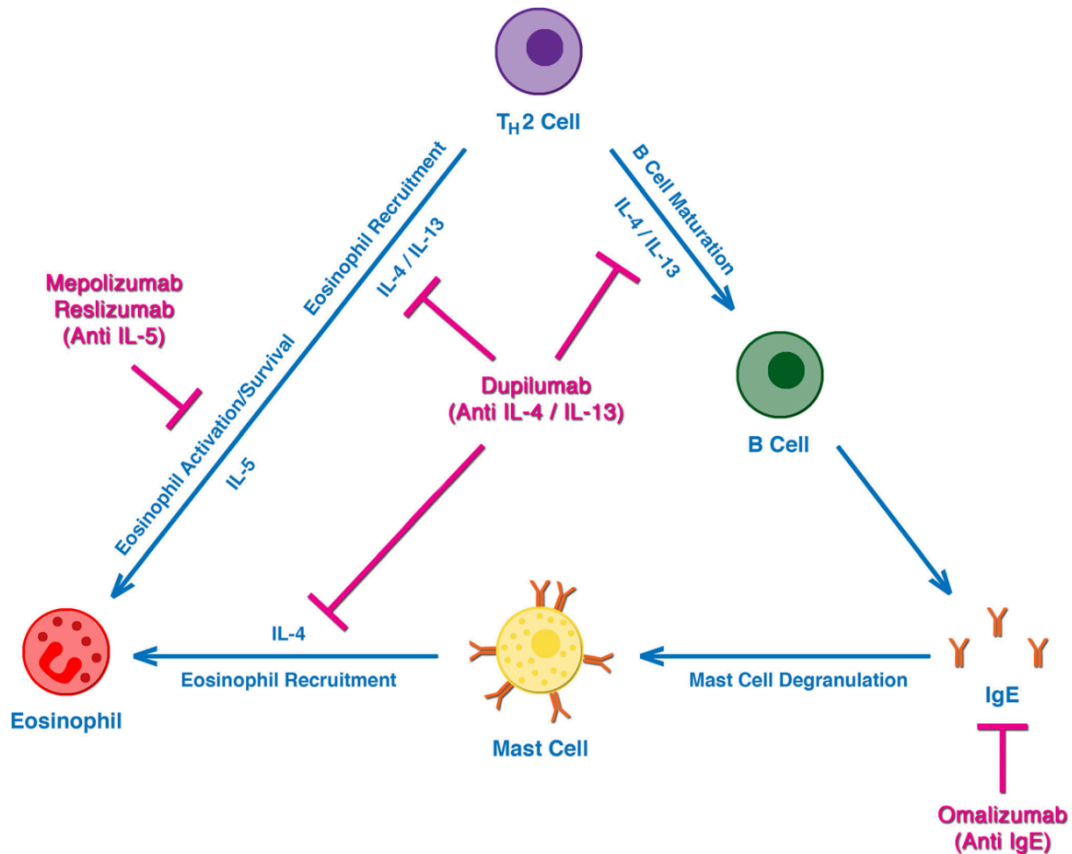 T_H2 Cell
Eosinophil Recruitment
IL-4 / IL-13
B Cell Maturation
IL-4 / IL-13
Mepolizumab
Reslizumab
(Anti IL-5)
Eosinophil Activation/Survival
IL-5
Dupilumab
(Anti IL-4 / IL-13)
B Cell
IL-4
Eosinophil Recruitment
Eosinophil
Mast Cell
Mast Cell Degranulation
IgE
Omalizumab
(Anti IgE)